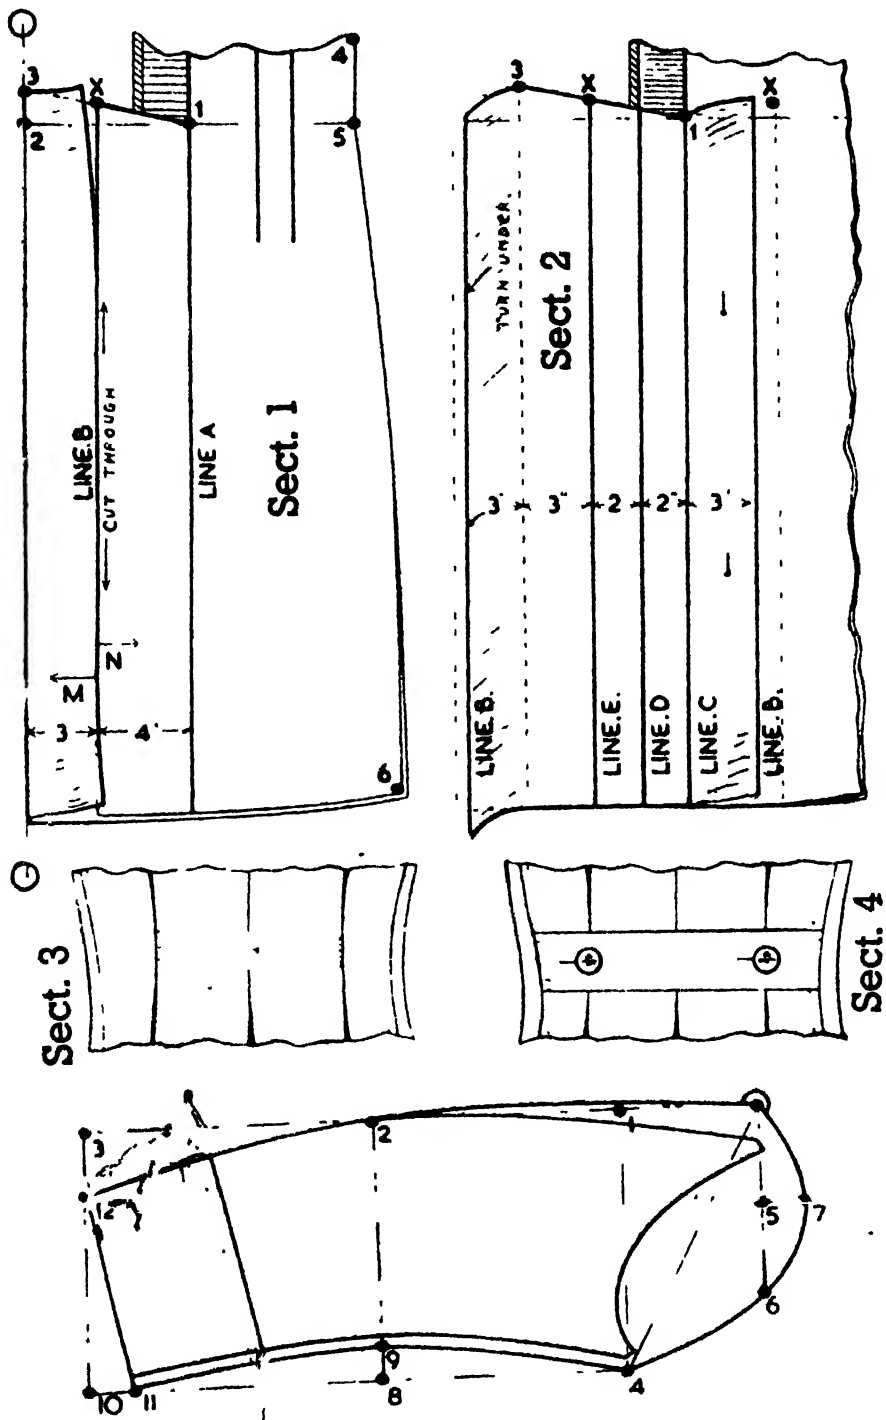 3
X
1
2
4
5
LINE.B
CUT THROUGH
LINE A
Sect. 1
N
M
3
4"
6
3
X
X
1
TURN UNDER.
Sect. 2
3" 3" 2 2" 3"
LINE.B.
LINE.E.
LINE.D
LINE.C
LINE.B.
Sect. 3
Sect. 4
3
2
1
12
5
7
6
9
8
4
10
11